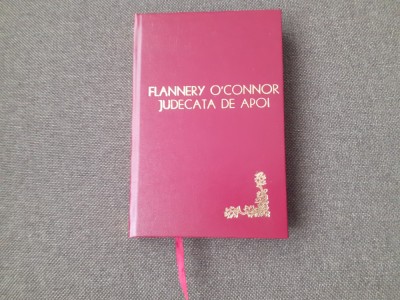 FLANNERY O'CONNOR
JUDECATA DE APOI